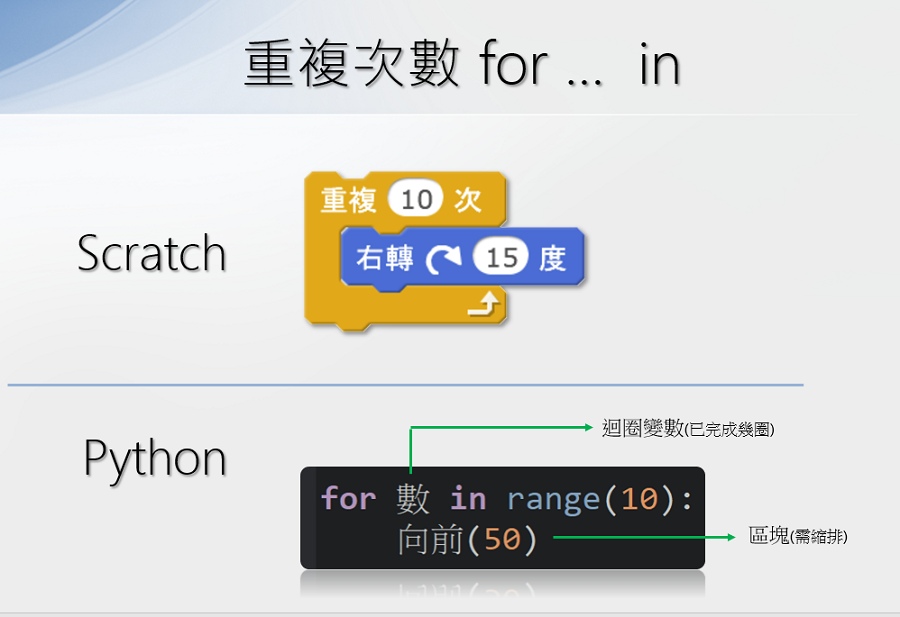 重複次數 for ... in
Scratch
重複 10 次
右轉 15 度
Python
迴圈變數(已完成幾圈)
for 數 in range(10):
向前(50)
區塊(需縮排)